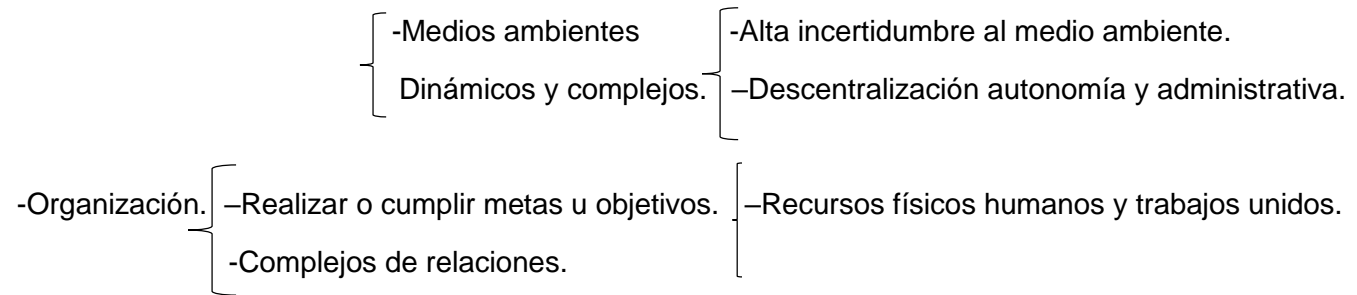 -Medios ambientes -Alta incertidumbre al medio ambiente.
Dinámicos y complejos. –Descentralización autonomía y administrativa.
-Organización. –Realizar o cumplir metas u objetivos. –Recursos físicos humanos y trabajos unidos.
-Complejos de relaciones.